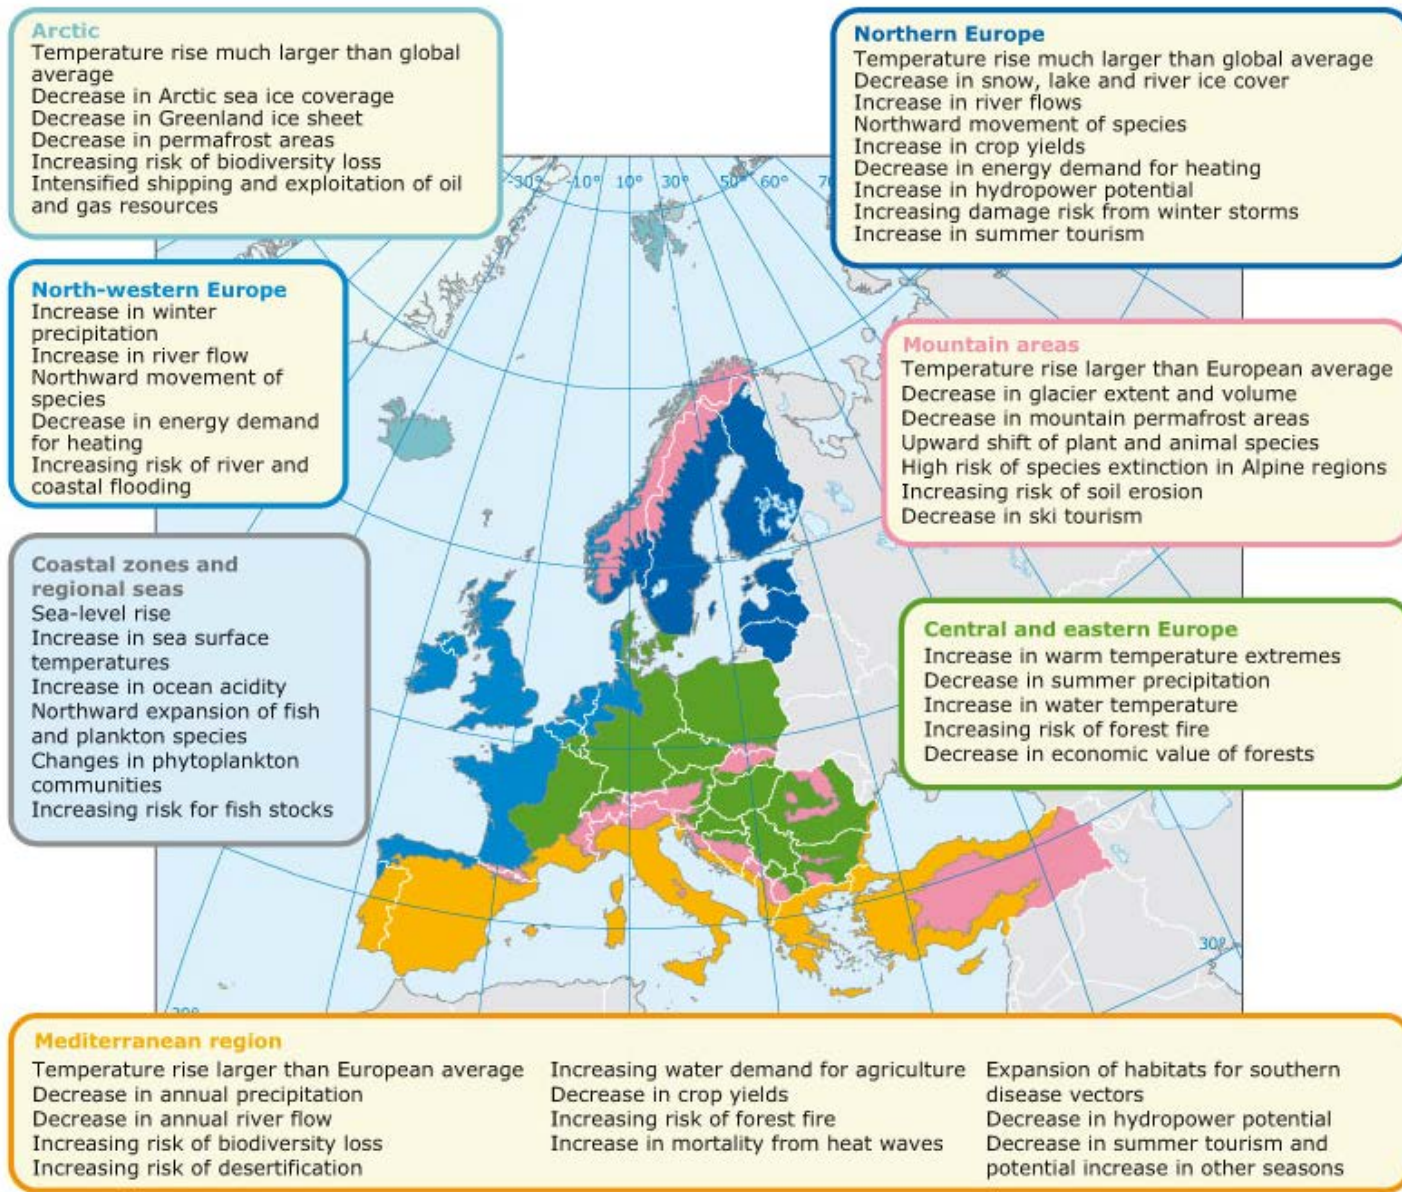 Arctic
Temperature rise much larger than global
average
Decrease in Arctic sea ice coverage
Decrease in Greenland ice sheet
Decrease in permafrost areas
Increasing risk of biodiversity loss
Intensified shipping and exploitation of oil
and gas resources
Northern Europe
Temperature rise much larger than global average
Decrease in snow, lake and river ice cover
Increase in river flows
Northward movement of species
Increase in crop yields
Decrease in energy demand for heating
Increase in hydropower potential
Increasing damage risk from winter storms
Increase in summer tourism
-30° -10° 10° 30° 50° 60°
North-western Europe
Increase in winter
precipitation
Increase in river flow
Northward movement of
species
Decrease in energy demand
for heating
Increasing risk of river and
coastal flooding
Mountain areas
Temperature rise larger than European average
Decrease in glacier extent and volume
Decrease in mountain permafrost areas
Upward shift of plant and animal species
High risk of species extinction in Alpine regions
Increasing risk of soil erosion
Decrease in ski tourism
Coastal zones and
regional seas
Sea-level rise
Increase in sea surface
temperatures
Increase in ocean acidity
Northward expansion of fish
and plankton species
Changes in phytoplankton
communities
Increasing risk for fish stocks
Central and eastern Europe
Increase in warm temperature extremes
Decrease in summer precipitation
Increase in water temperature
Increasing risk of forest fire
Decrease in economic value of forests
30°
Mediterranean region
Temperature rise larger than European average
Decrease in annual precipitation
Decrease in annual river flow
Increasing risk of biodiversity loss
Increasing risk of desertification
Increasing water demand for agriculture
Decrease in crop yields
Increasing risk of forest fire
Increase in mortality from heat waves
Expansion of habitats for southern
disease vectors
Decrease in hydropower potential
Decrease in summer tourism and
potential increase in other seasons